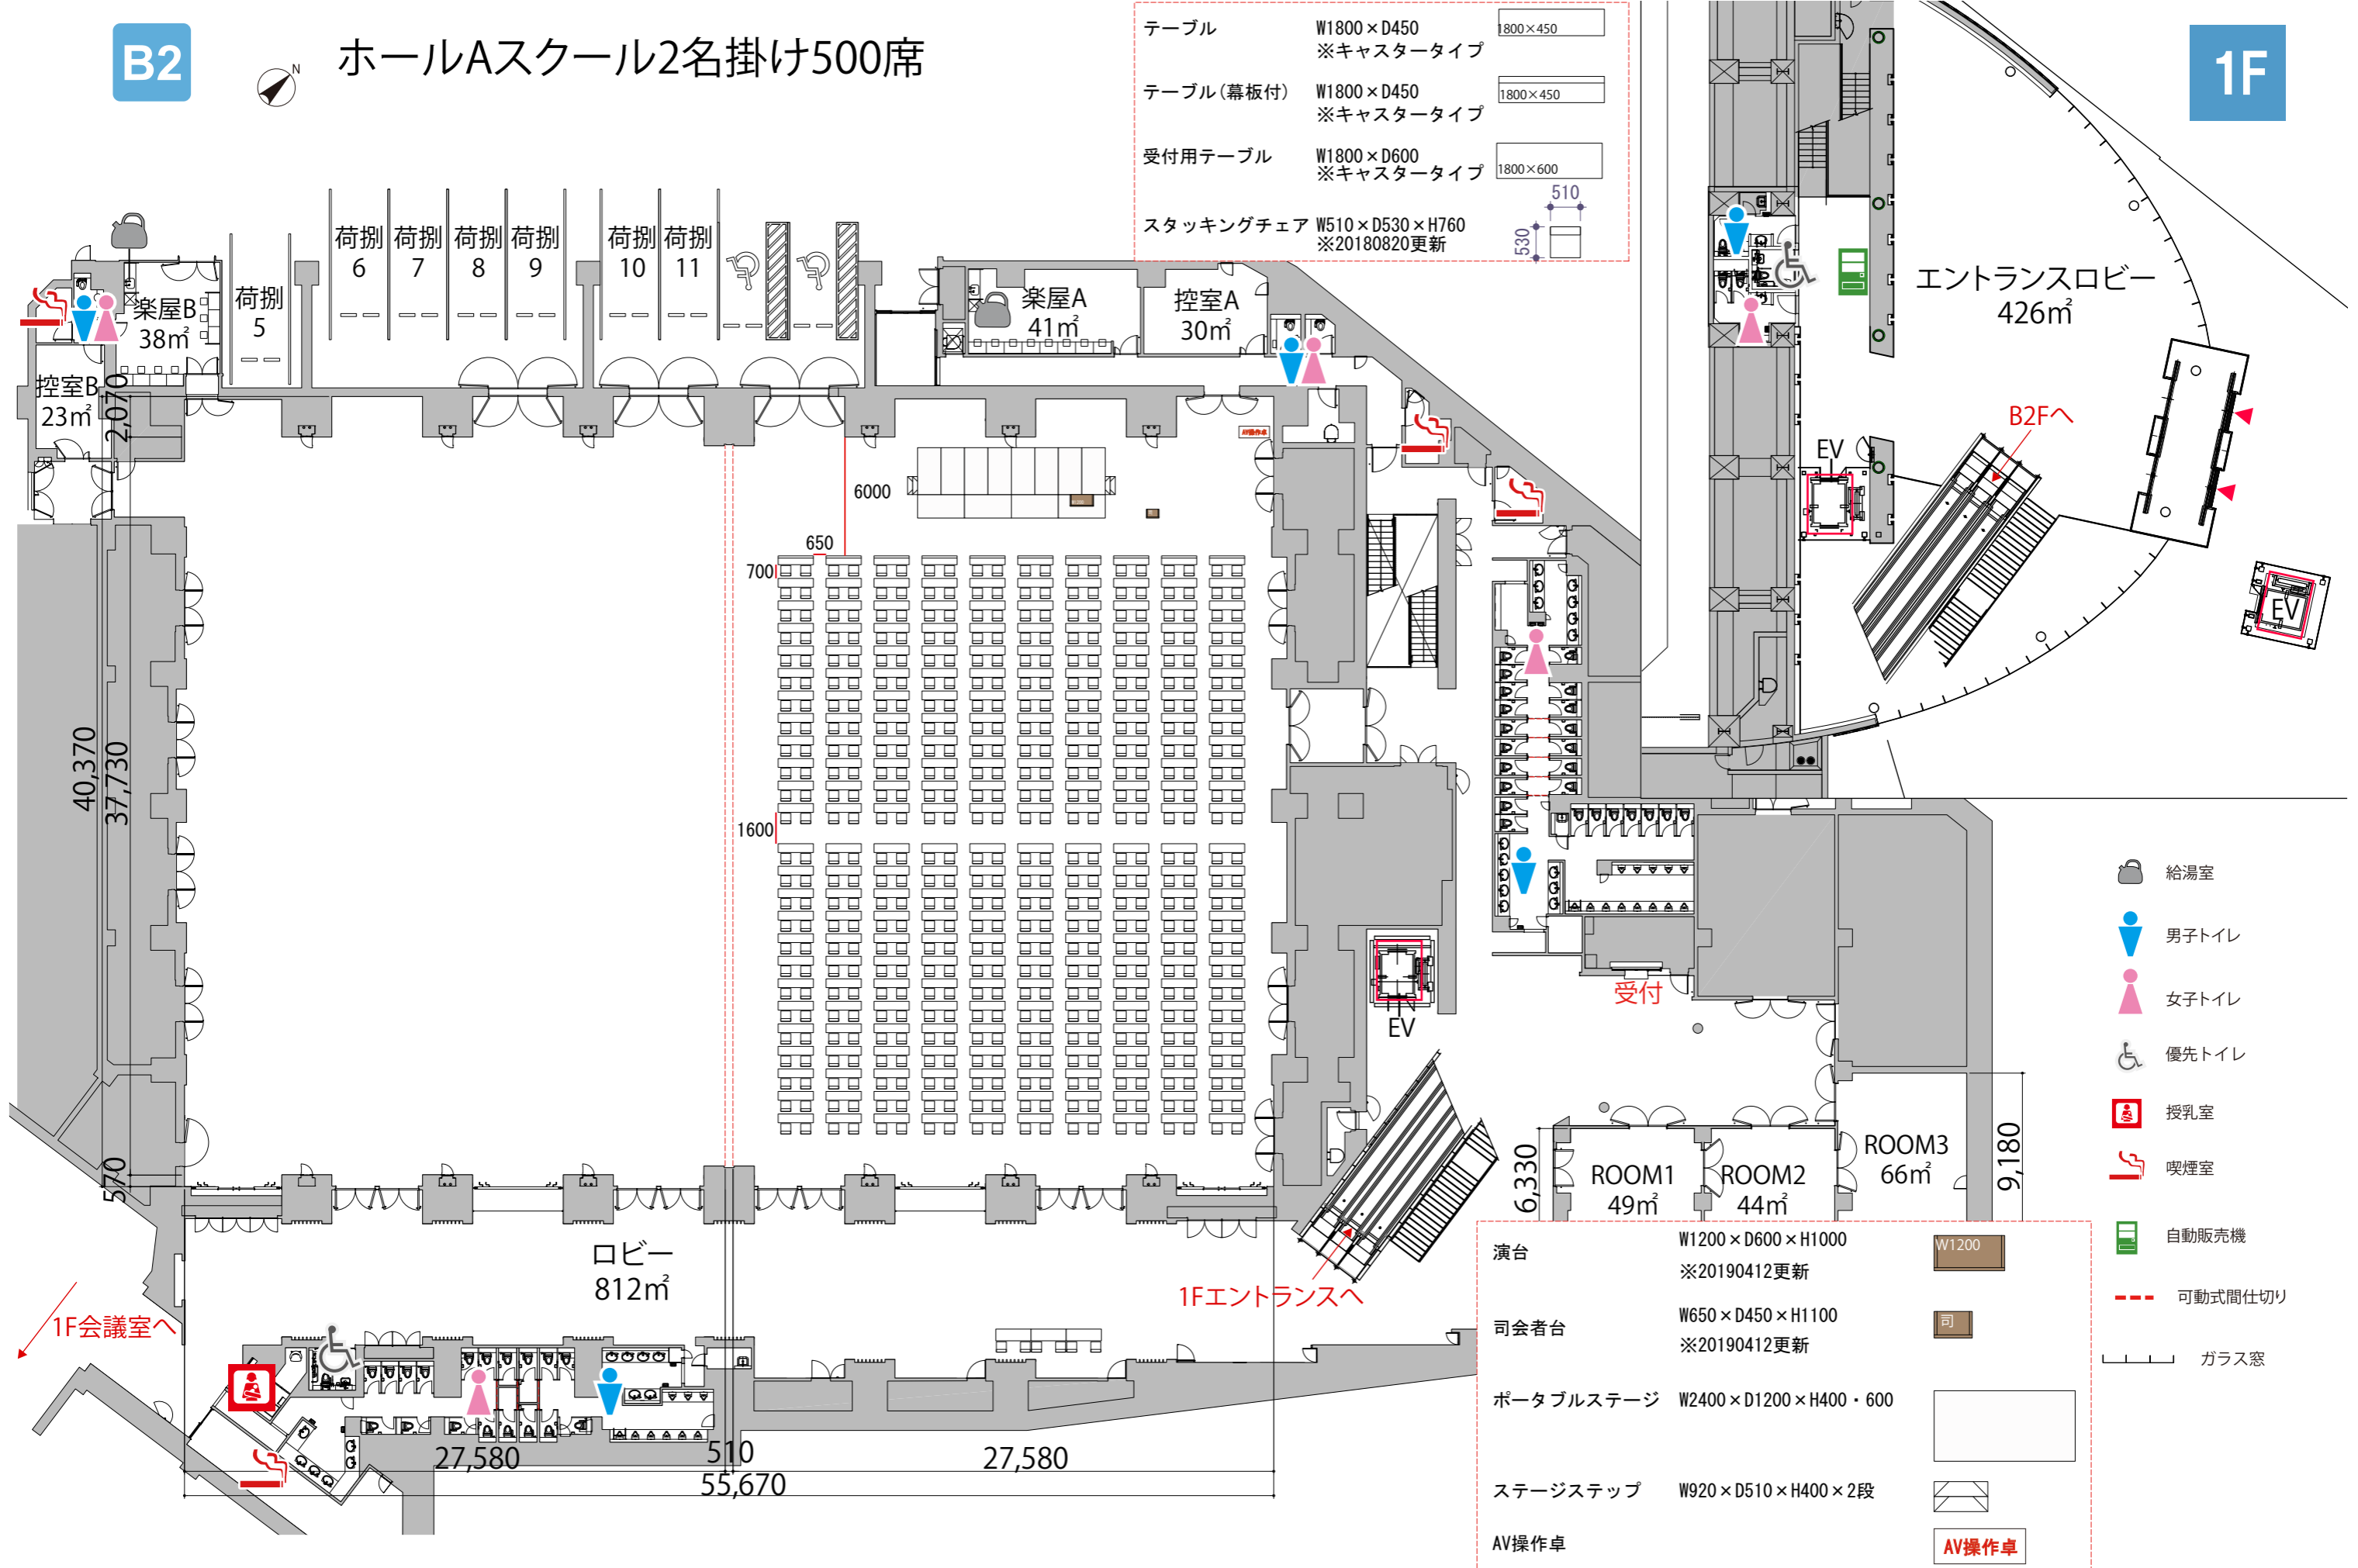 B2
N
ホールAスクール2名掛け500席
テーブル W1800×D450
※キャスタータイプ
1800×450
テーブル(幕板付) W1800×D450
※キャスタータイプ
1800×450
受付用テーブル W1800×D600
※キャスタータイプ
1800×600
スタッキングチェア W510×D530×H760
※20180820更新
510
530
1F
荷捌
5
荷捌
6
荷捌
7
荷捌
8
荷捌
9
荷捌
10
荷捌
11
楽屋B
38㎡
控室B
23㎡
楽屋A
41㎡
控室A
30㎡
エントランスロビー
426㎡
B2Fへ
EV
EV
AV操作卓
2,070
40,370
37,730
570
6000
650
700
1600
EV
受付
ROOM1
49㎡
ROOM2
44㎡
ROOM3
66㎡
6,330
9,180
ロビー
812㎡
1Fエントランスへ
1F会議室へ
27,580
510
27,580
55,670
給湯室
男子トイレ
女子トイレ
優先トイレ
授乳室
喫煙室
自動販売機
可動式間仕切り
ガラス窓
演台 W1200×D600×H1000
※20190412更新
W1200
司会者台 W650×D450×H1100
※20190412更新
司
ポータブルステージ W2400×D1200×H400・600
ステージステップ W920×D510×H400×2段
AV操作卓
AV操作卓